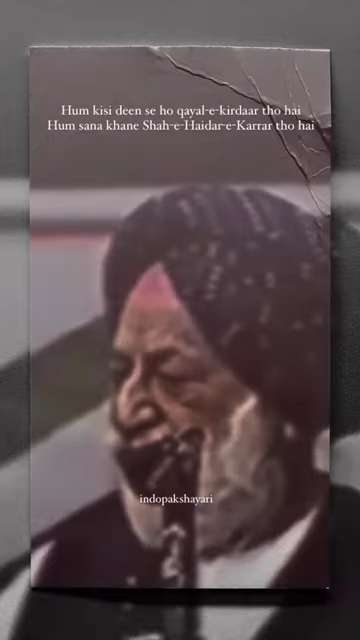 Hum kisi deen se ho qayal-e-kirdaar tho hai
Hum sana khane Shah-e-Haidar-e-Karrar tho hai
indopakshayari